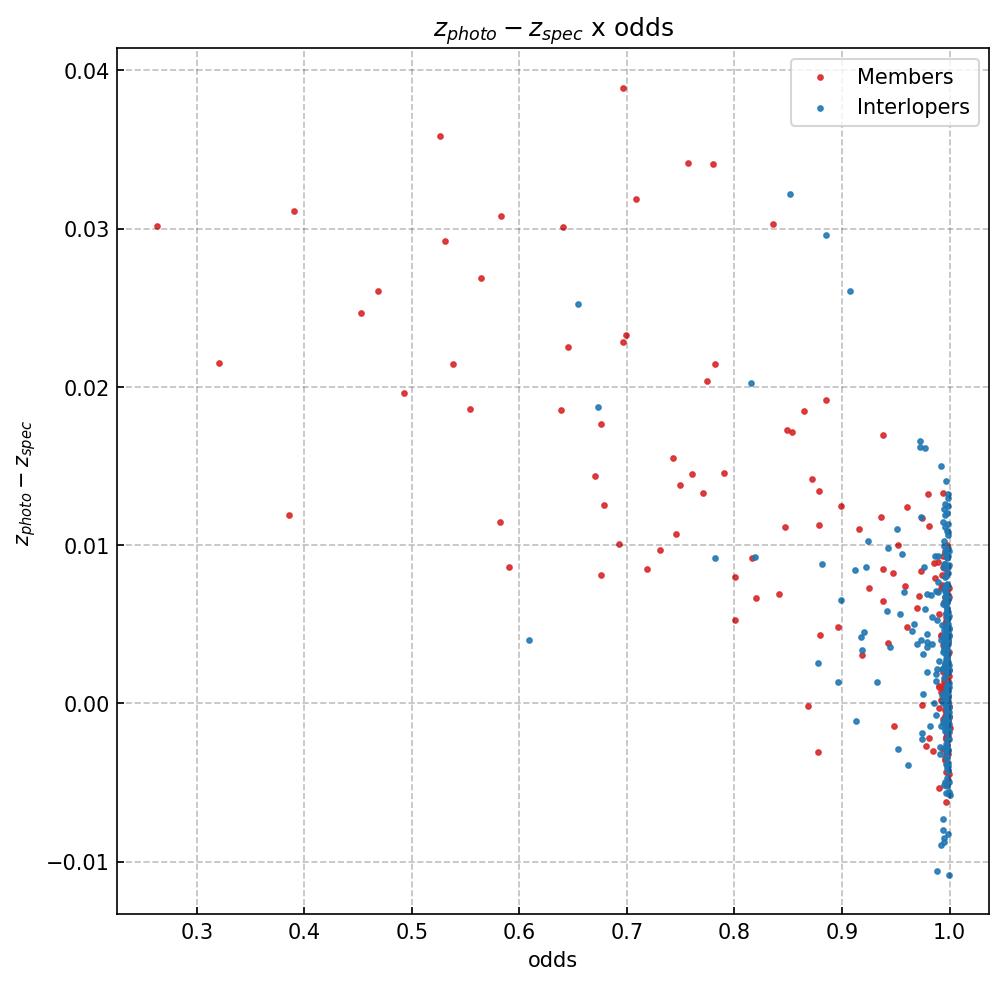 z_photo − z_spec x odds
Members
Interlopers
z_photo − z_spec
0.04
0.03
0.02
0.01
0.00
−0.01
0.3 0.4 0.5 0.6 0.7 0.8 0.9 1.0
odds